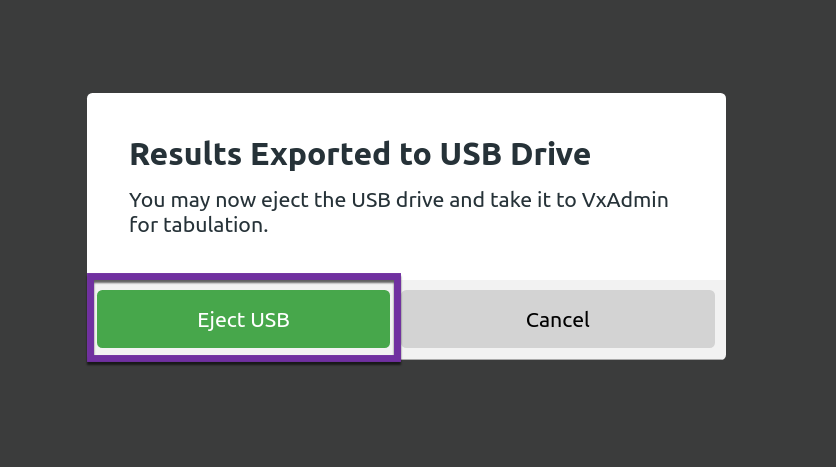 Results Exported to USB Drive
You may now eject the USB drive and take it to VxAdmin
for tabulation.
Eject USB
Cancel